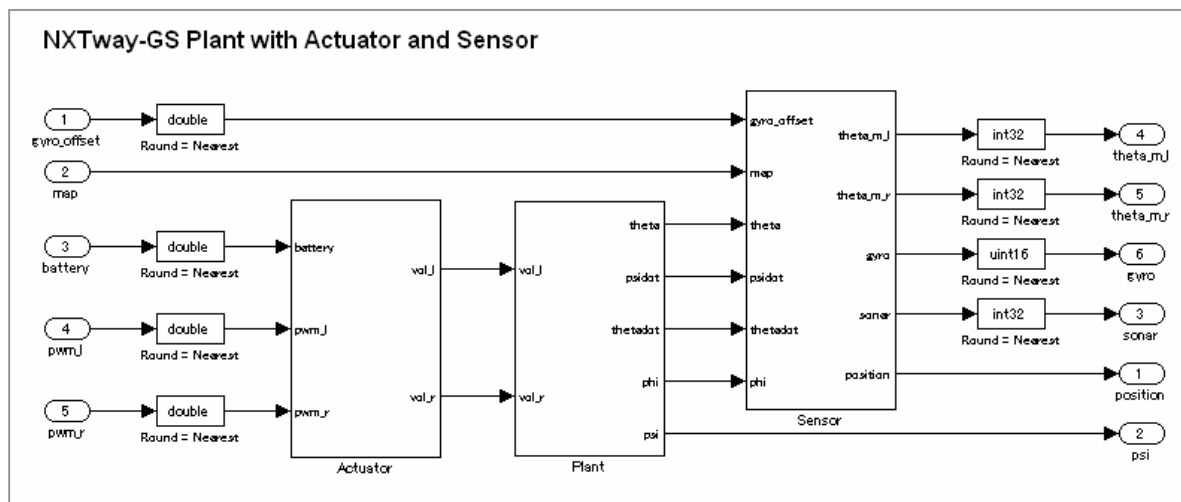 NXTway-GS Plant with Actuator and Sensor
1
gyro_offset
double
Round = Nearest
2
map
3
battery
double
Round = Nearest
4
pwm_l
double
Round = Nearest
5
pwm_r
double
Round = Nearest
battery
pwm_l
pwm_r
vol_l
vol_r
Actuator
vol_l
vol_r
theta
psidot
thetadot
phi
psi
Plant
gyro_offset
map
theta
psidot
thetadot
phi
theta_m_l
theta_m_r
gyro
sonar
position
Sensor
int32
Round = Nearest
4
theta_m_l
int32
Round = Nearest
5
theta_m_r
uint16
Round = Nearest
6
gyro
int32
Round = Nearest
3
sonar
1
position
2
psi